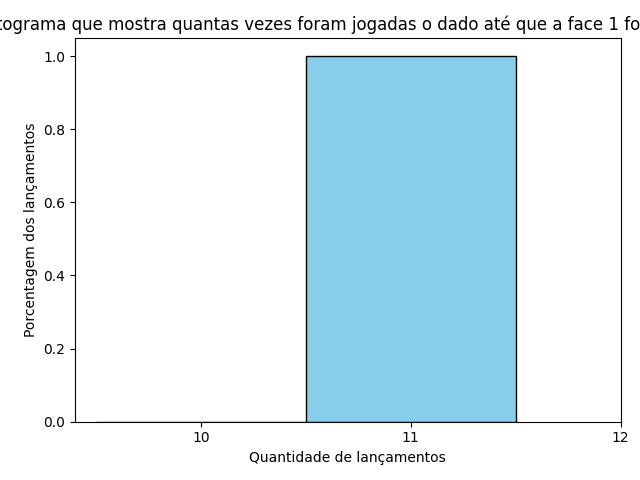 tograma que mostra quantas vezes foram jogadas o dado até que a face 1 fo
1.0
0.8
0.6
0.4
0.2
0.0
Porcentagem dos lançamentos
10 11 12
Quantidade de lançamentos